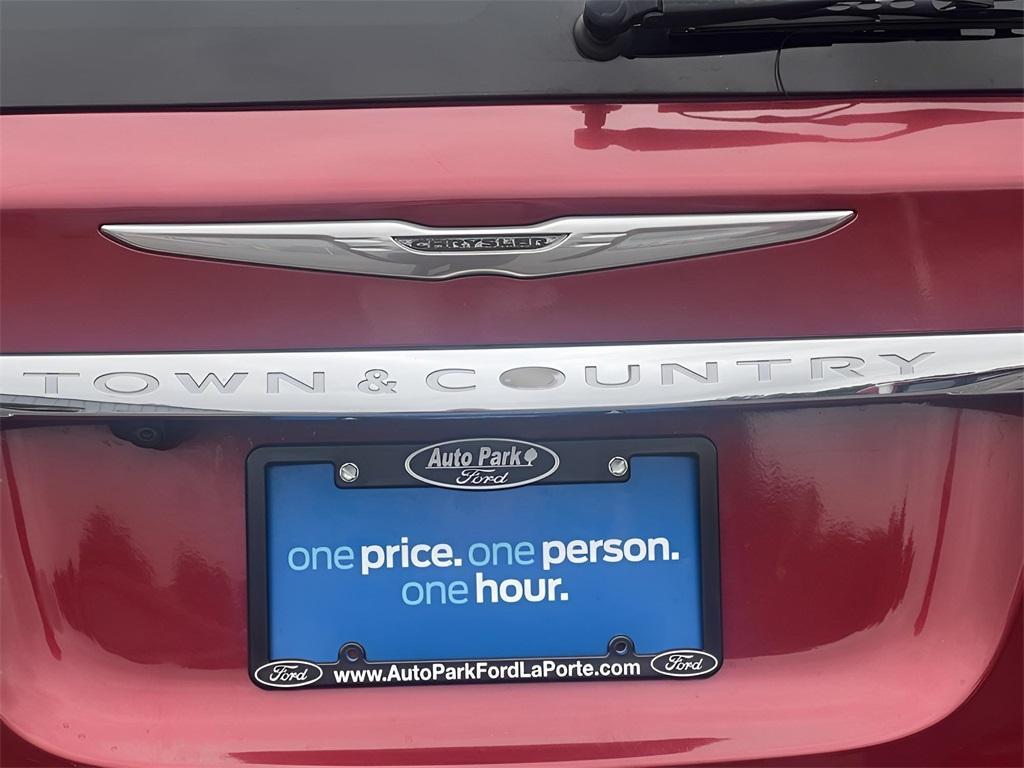 CHRYSLER
TOWN & COUNTRY
Auto Park
Ford
one price. one person.
one hour.
Ford www.AutoParkFordLaPorte.com Ford